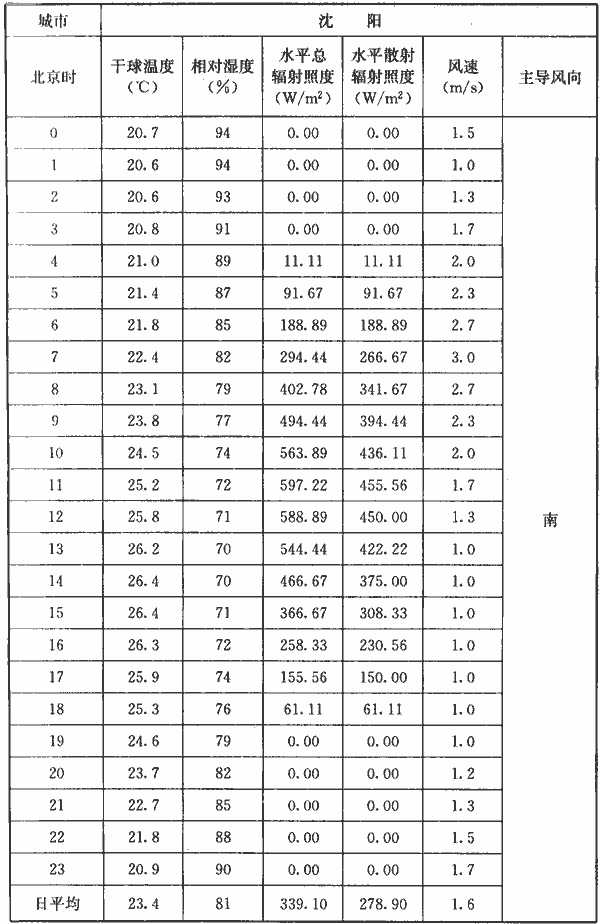 城市 沈 阳
北京时 干球温度(℃) 相对湿度(%) 水平总辐射照度(W/m²) 水平散射辐射照度(W/m²) 风速(m/s) 主导风向
0 20.7 94 0.00 0.00 1.5
1 20.6 94 0.00 0.00 1.0
2 20.6 93 0.00 0.00 1.3
3 20.8 91 0.00 0.00 1.7
4 21.0 89 11.11 11.11 2.0
5 21.4 87 91.67 91.67 2.3
6 21.8 85 188.89 188.89 2.7
7 22.4 82 294.44 266.67 3.0
8 23.1 79 402.78 341.67 2.7
9 23.8 77 494.44 394.44 2.3
10 24.5 74 563.89 436.11 2.0
11 25.2 72 597.22 455.56 1.7
12 25.8 71 588.89 450.00 1.3 南
13 26.2 70 544.44 422.22 1.0
14 26.4 70 466.67 375.00 1.0
15 26.4 71 366.67 308.33 1.0
16 26.3 72 258.33 230.56 1.0
17 25.9 74 155.56 150.00 1.0
18 25.3 76 61.11 61.11 1.0
19 24.6 79 0.00 0.00 1.0
20 23.7 82 0.00 0.00 1.2
21 22.7 85 0.00 0.00 1.3
22 21.8 88 0.00 0.00 1.5
23 20.9 90 0.00 0.00 1.7
日平均 23.4 81 339.10 278.90 1.6